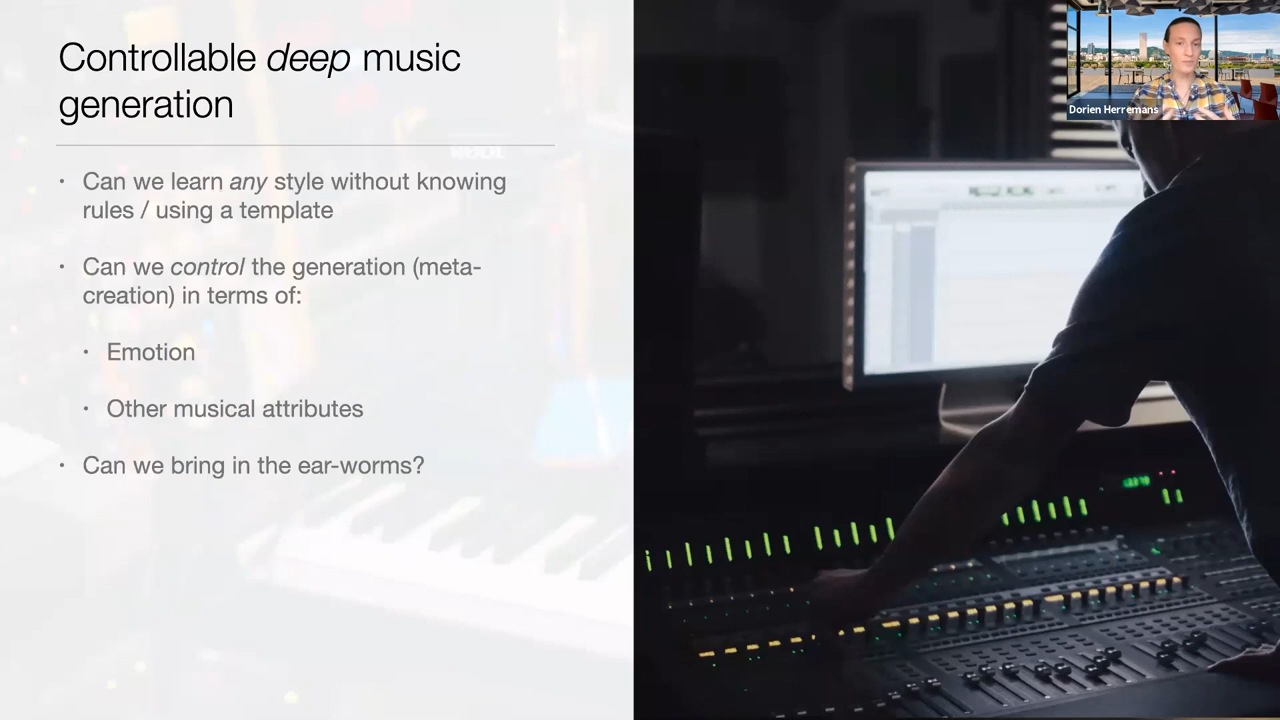 Controllable deep music
generation
• Can we learn any style without knowing
rules / using a template
• Can we control the generation (meta-
creation) in terms of:
• Emotion
• Other musical attributes
• Can we bring in the ear-worms?
Dorien Herremans